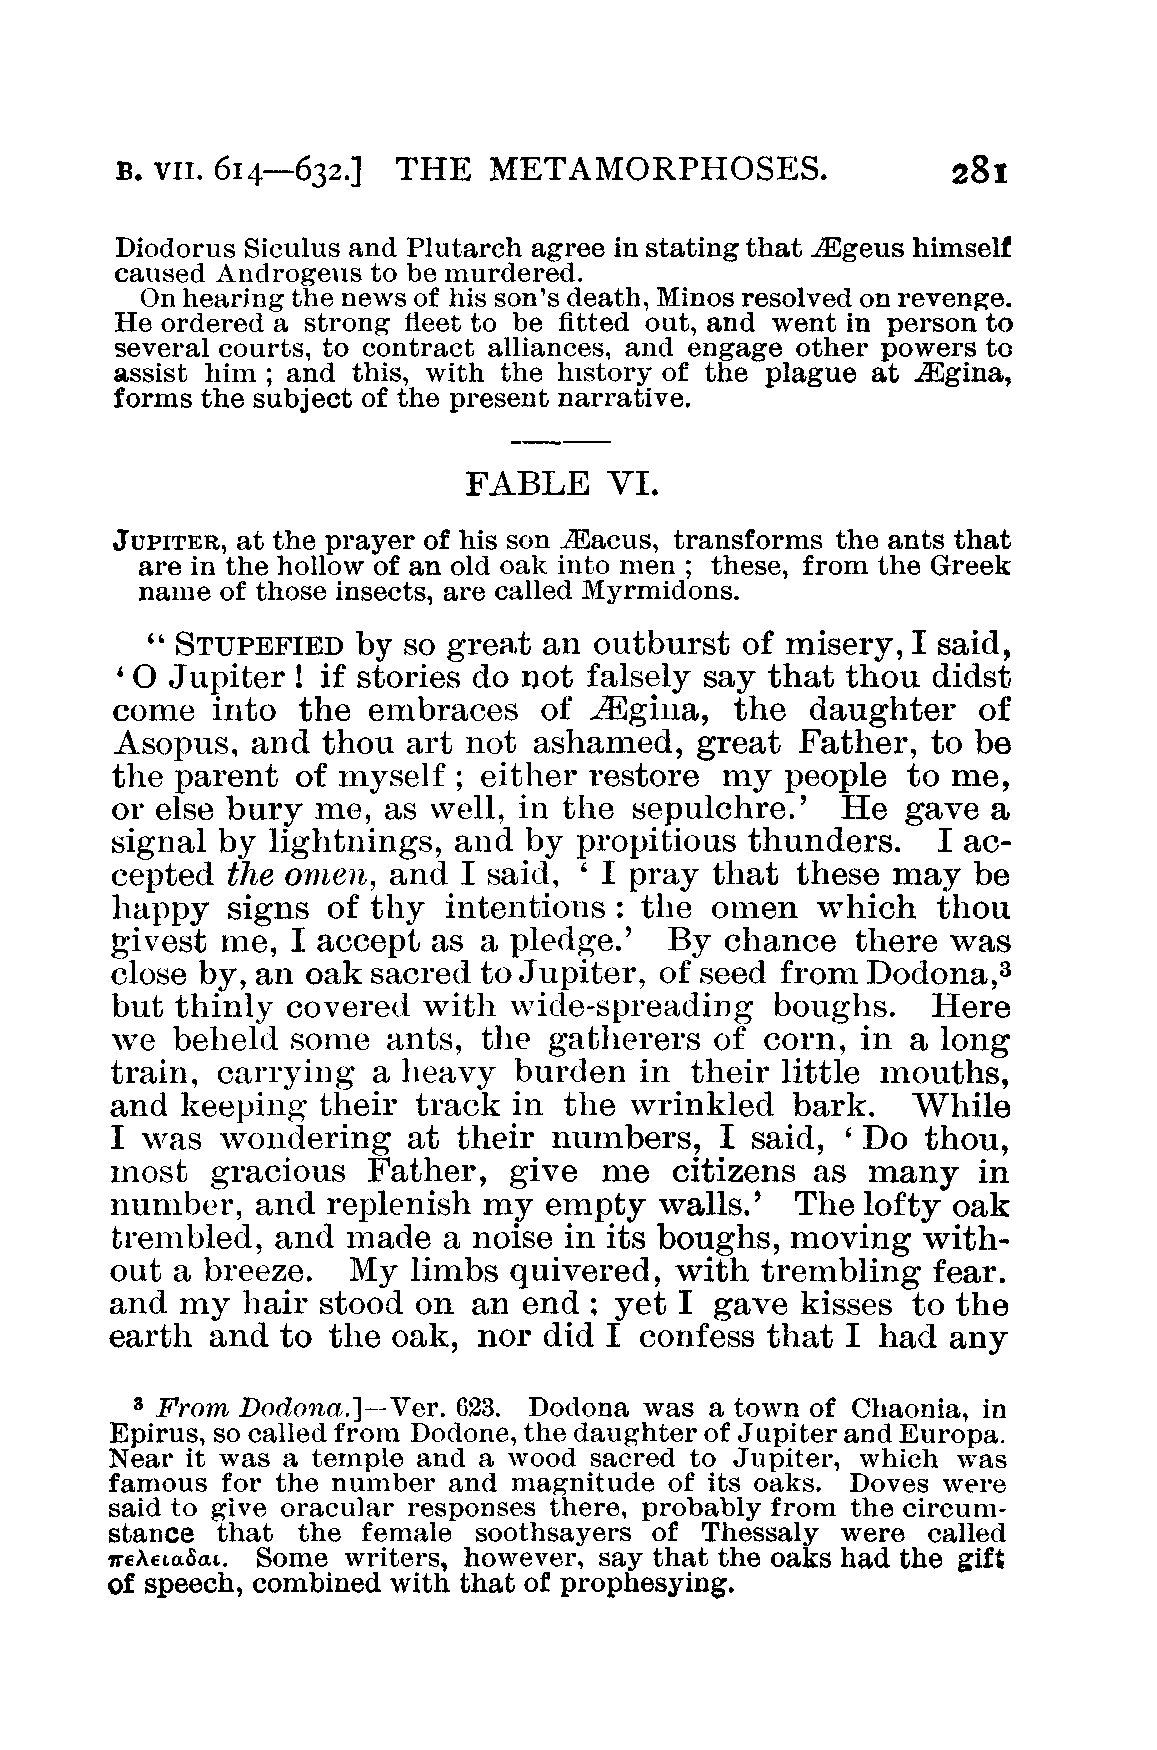 B. VII. 614—632.] THE METAMORPHOSES. 281
Diodorus Siculus and Plutarch agree in stating that Ægeus himself
caused Androgeus to be murdered.
On hearing the news of his son's death, Minos resolved on revenge.
He ordered a strong fleet to be fitted out, and went in person to
several courts, to contract alliances, and engage other powers to
assist him ; and this, with the history of the plague at Ægina,
forms the subject of the present narrative.
FABLE VI.
JUPITER, at the prayer of his son Æacus, transforms the ants that
are in the hollow of an old oak into men ; these, from the Greek
name of those insects, are called Myrmidons.
“ STUPEFIED by so great an outburst of misery, I said,
‘ O Jupiter ! if stories do not falsely say that thou didst
come into the embraces of Ægina, the daughter of
Asopus, and thou art not ashamed, great Father, to be
the parent of myself ; either restore my people to me,
or else bury me, as well, in the sepulchre.’ He gave a
signal by lightnings, and by propitious thunders. I ac-
cepted the omen, and I said, ‘ I pray that these may be
happy signs of thy intentions : the omen which thou
givest me, I accept as a pledge.’ By chance there was
close by, an oak sacred to Jupiter, of seed from Dodona,³
but thinly covered with wide-spreading boughs. Here
we beheld some ants, the gatherers of corn, in a long
train, carrying a heavy burden in their little mouths,
and keeping their track in the wrinkled bark. While
I was wondering at their numbers, I said, ‘ Do thou,
most gracious Father, give me citizens as many in
number, and replenish my empty walls.’ The lofty oak
trembled, and made a noise in its boughs, moving with-
out a breeze. My limbs quivered, with trembling fear.
and my hair stood on an end ; yet I gave kisses to the
earth and to the oak, nor did I confess that I had any
³ From Dodona.]—Ver. 623. Dodona was a town of Chaonia, in
Epirus, so called from Dodone, the daughter of Jupiter and Europa.
Near it was a temple and a wood sacred to Jupiter, which was
famous for the number and magnitude of its oaks. Doves were
said to give oracular responses there, probably from the circum-
stance that the female soothsayers of Thessaly were called
πελειαδαι. Some writers, however, say that the oaks had the gift
of speech, combined with that of prophesying.